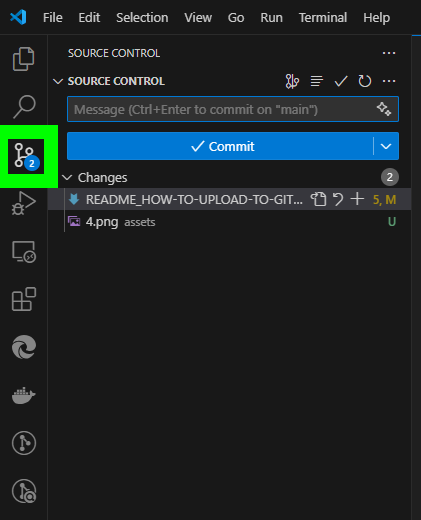 File Edit Selection View Go Run Terminal Help
SOURCE CONTROL
SOURCE CONTROL
Message (Ctrl+Enter to commit on "main")
2
Commit
Changes 2
README_HOW-TO-UPLOAD-TO-GIT... 5, M
4.png assets U